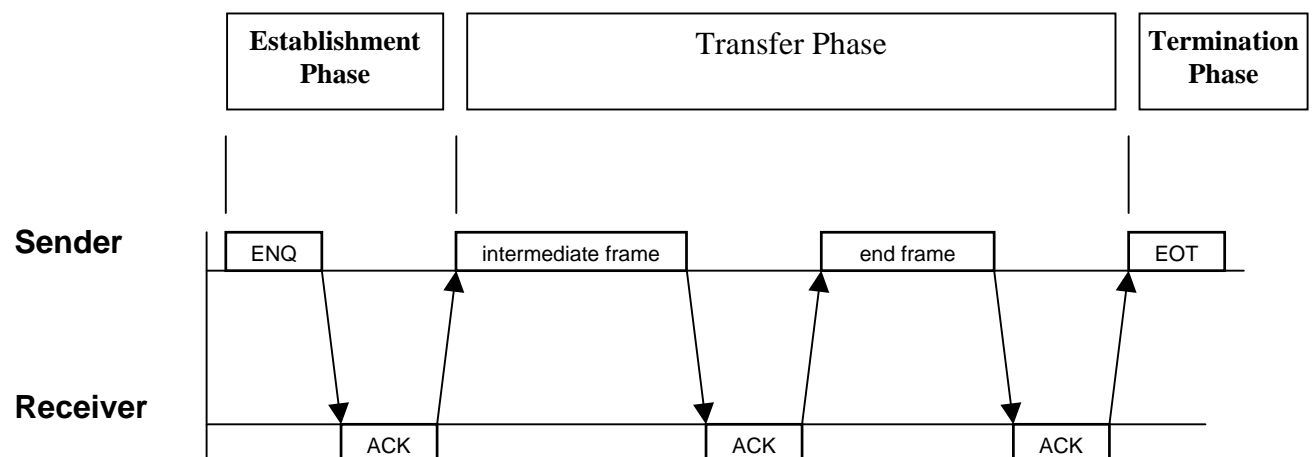 Establishment
Phase
Transfer Phase
Termination
Phase
Sender
ENQ
intermediate frame
end frame
EOT
Receiver
ACK
ACK
ACK